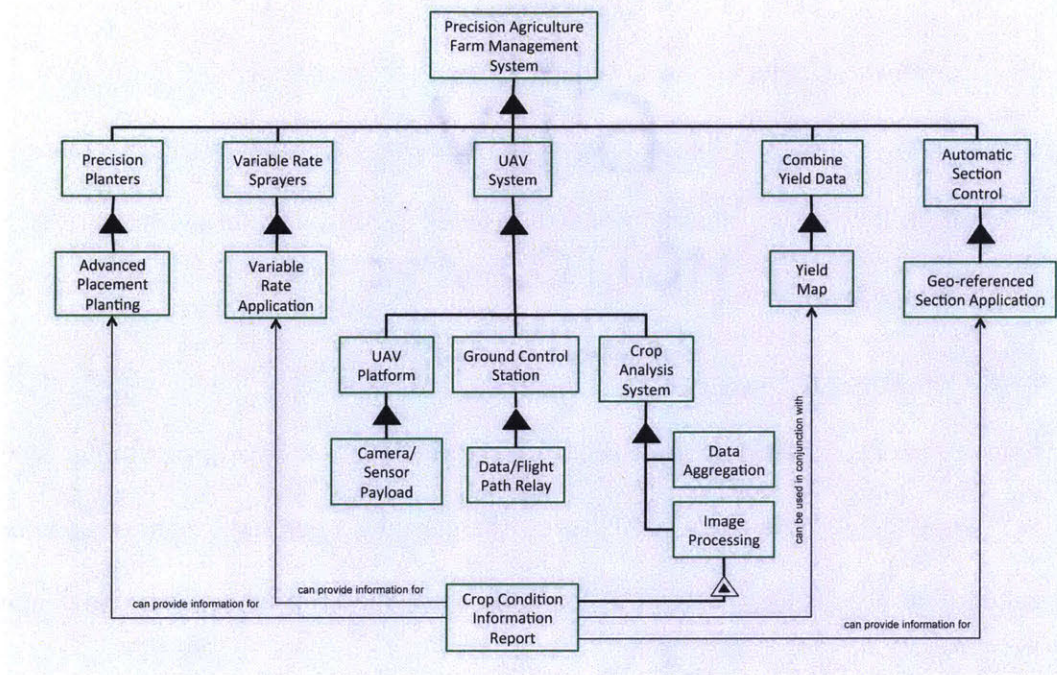 Precision Agriculture
Farm Management
System
Precision
Planters
Variable Rate
Sprayers
UAV
System
Combine
Yield Data
Automatic
Section
Control
Advanced
Placement
Planting
Variable
Rate
Application
Yield
Map
Geo-referenced
Section Application
UAV
Platform
Ground Control
Station
Crop
Analysis
System
Camera/
Sensor
Payload
Data/Flight
Path Relay
Data
Aggregation
Image
Processing
can be used in conjunction with
can provide information for
can provide information for
Crop Condition
Information
Report
can provide information for